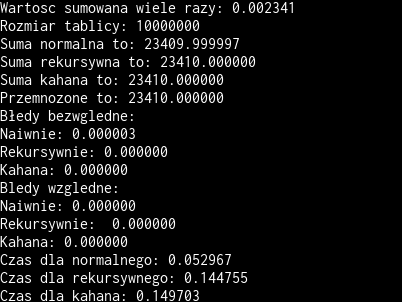 Wartosc sumowana wiele razy: 0.002341
Rozmiar tablicy: 10000000
Suma normalna to: 23409.999997
Suma rekursywna to: 23410.000000
Suma kahana to: 23410.000000
Przemnozone to: 23410.000000
Błedy bezwgledne:
Naiwnie: 0.000003
Rekursywnie: 0.000000
Kahana: 0.000000
Bledy wzgledne:
Naiwnie: 0.000000
Rekursywnie:  0.000000
Kahana: 0.000000
Czas dla normalnego: 0.052967
Czas dla rekursywnego: 0.144755
Czas dla kahana: 0.149703